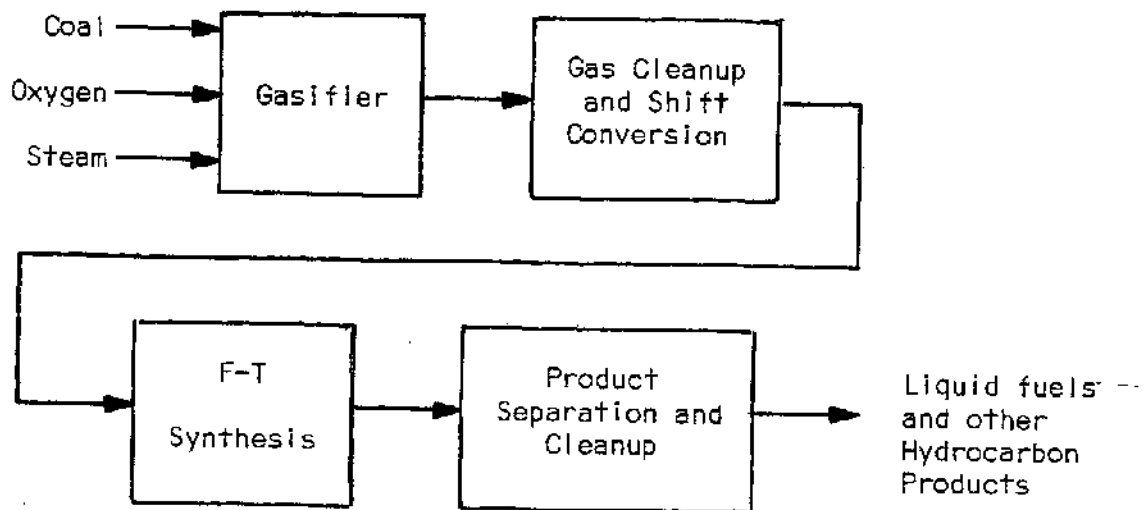 Coal
Oxygen
Steam
Gasifier
Gas Cleanup
and Shift
Conversion
F-T
Synthesis
Product
Separation and
Cleanup
Liquid fuels
and other
Hydrocarbon
Products